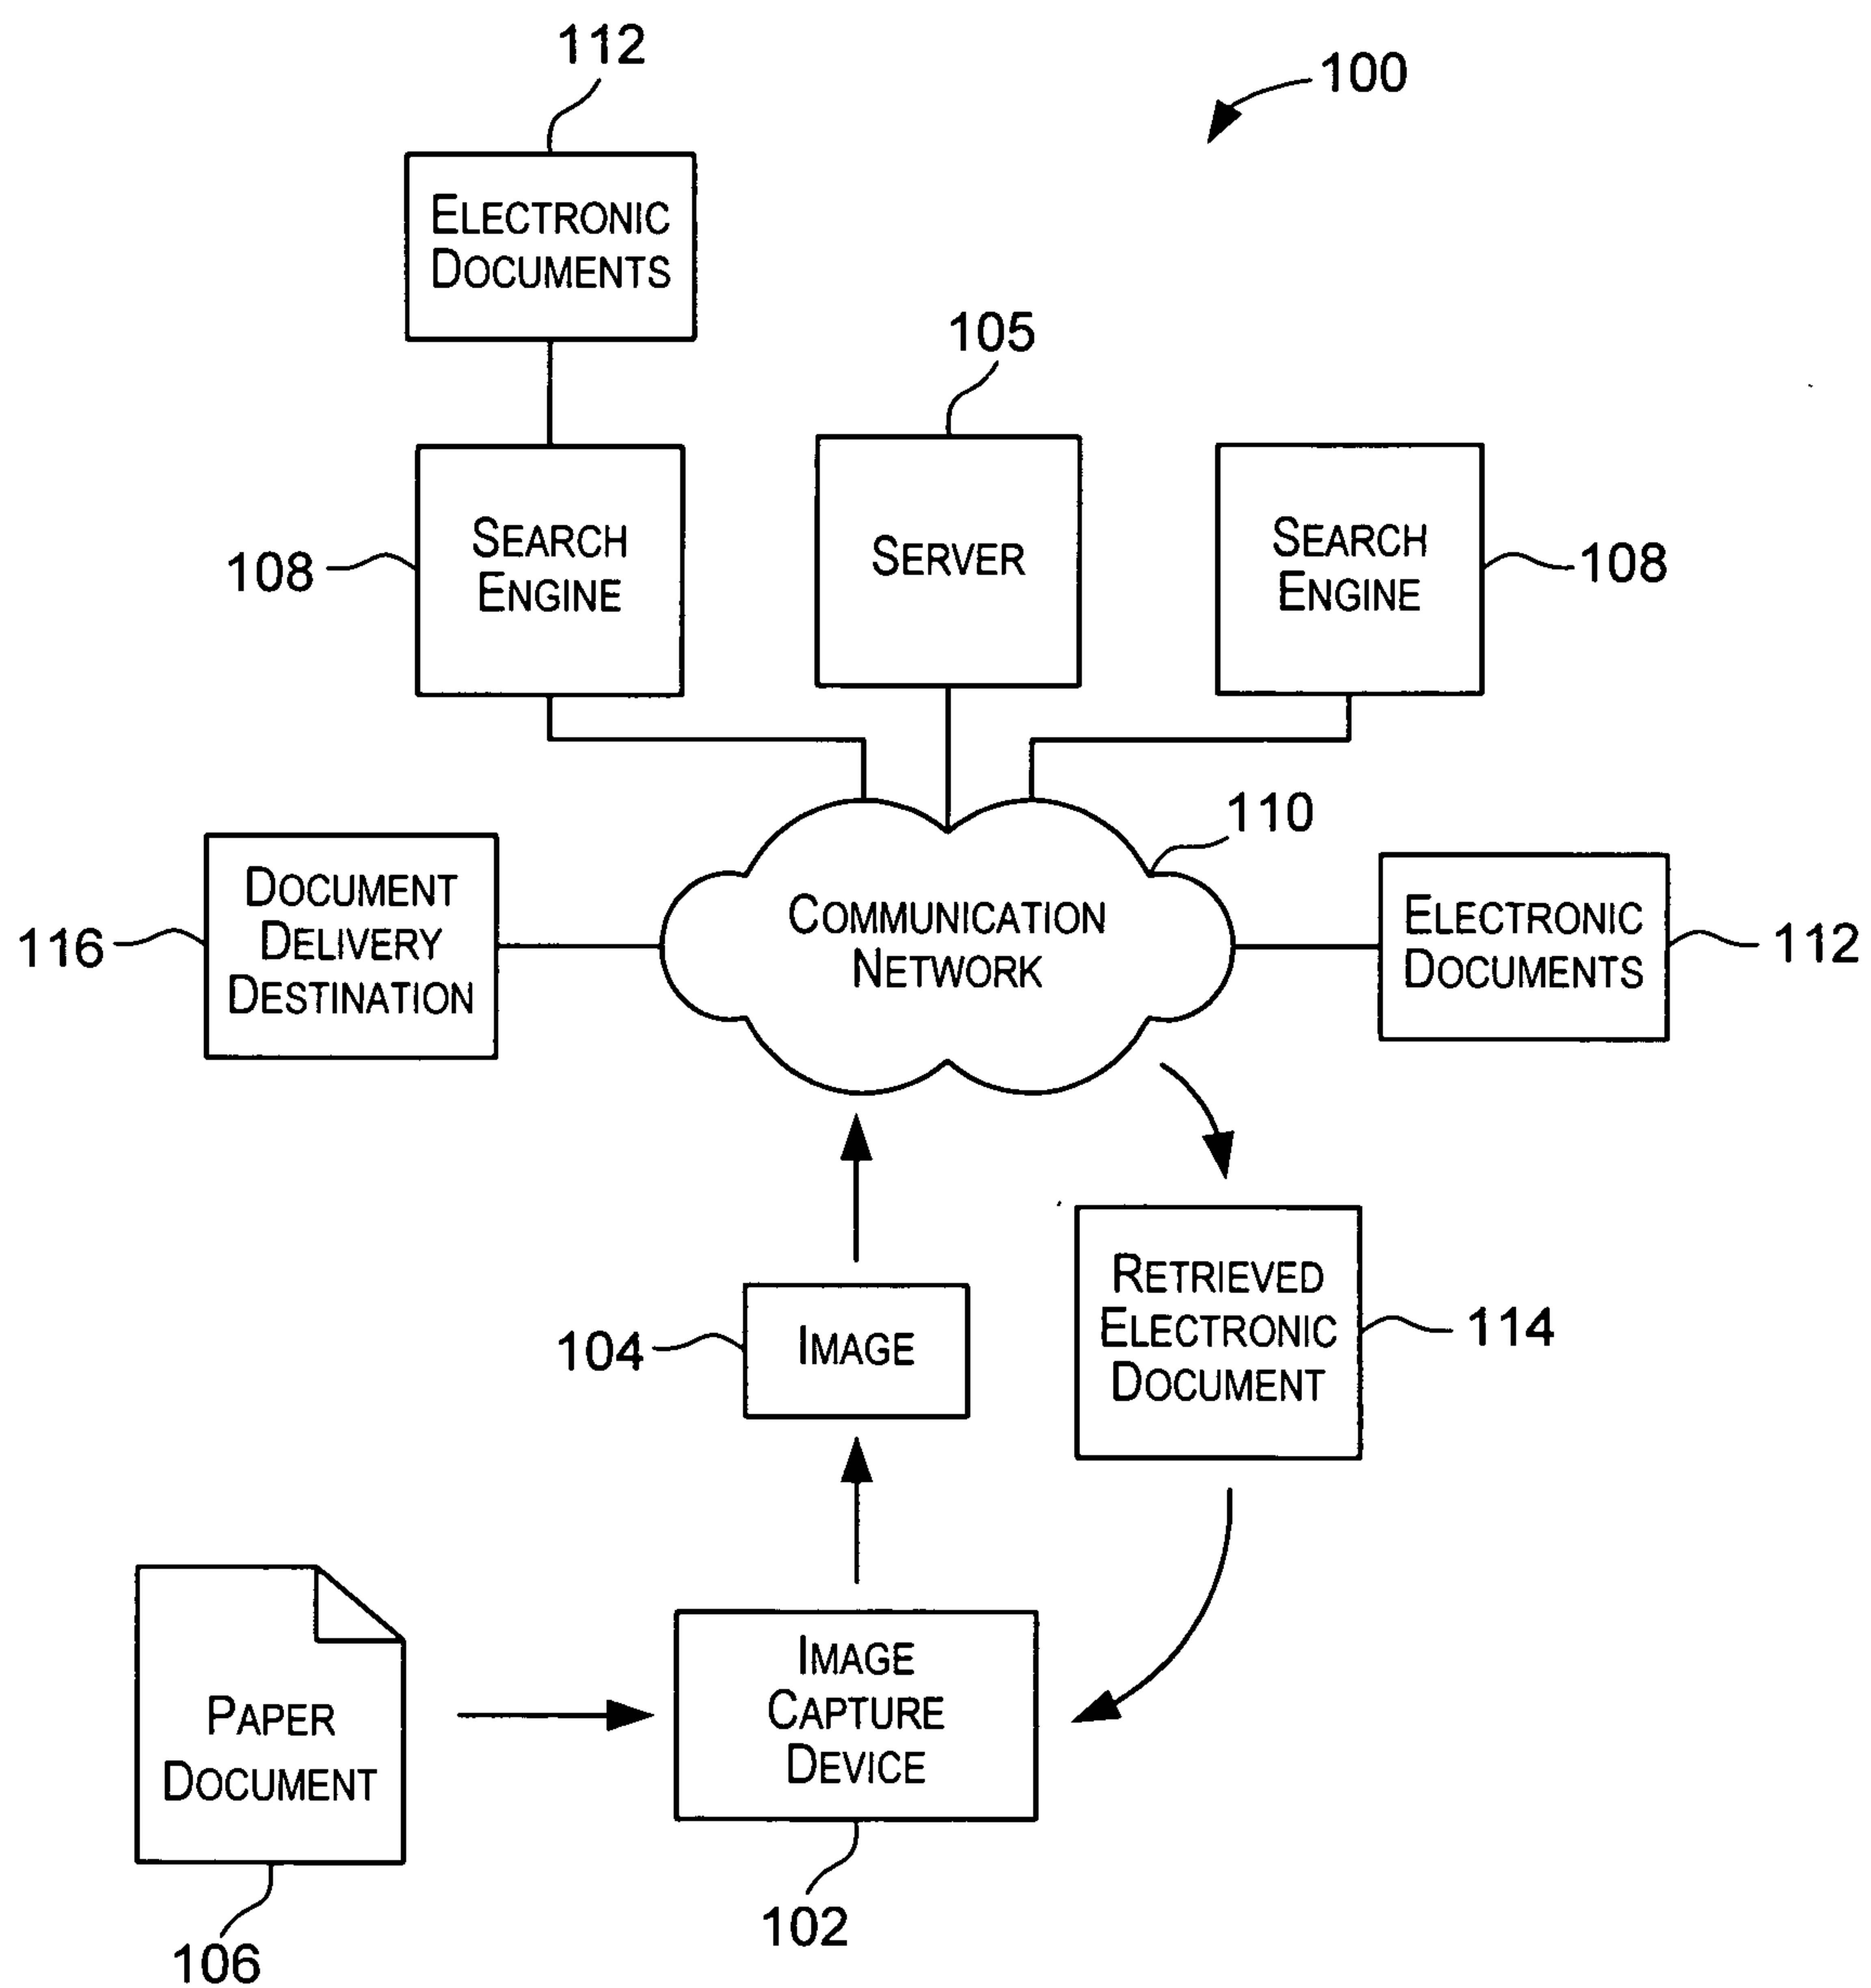 112
100
ELECTRONIC
DOCUMENTS
105
108
SEARCH
ENGINE
SERVER
SEARCH
ENGINE
108
110
116
DOCUMENT
DELIVERY
DESTINATION
COMMUNICATION
NETWORK
ELECTRONIC
DOCUMENTS
112
104
IMAGE
RETRIEVED
ELECTRONIC
DOCUMENT
114
PAPER
DOCUMENT
IMAGE
CAPTURE
DEVICE
102
106